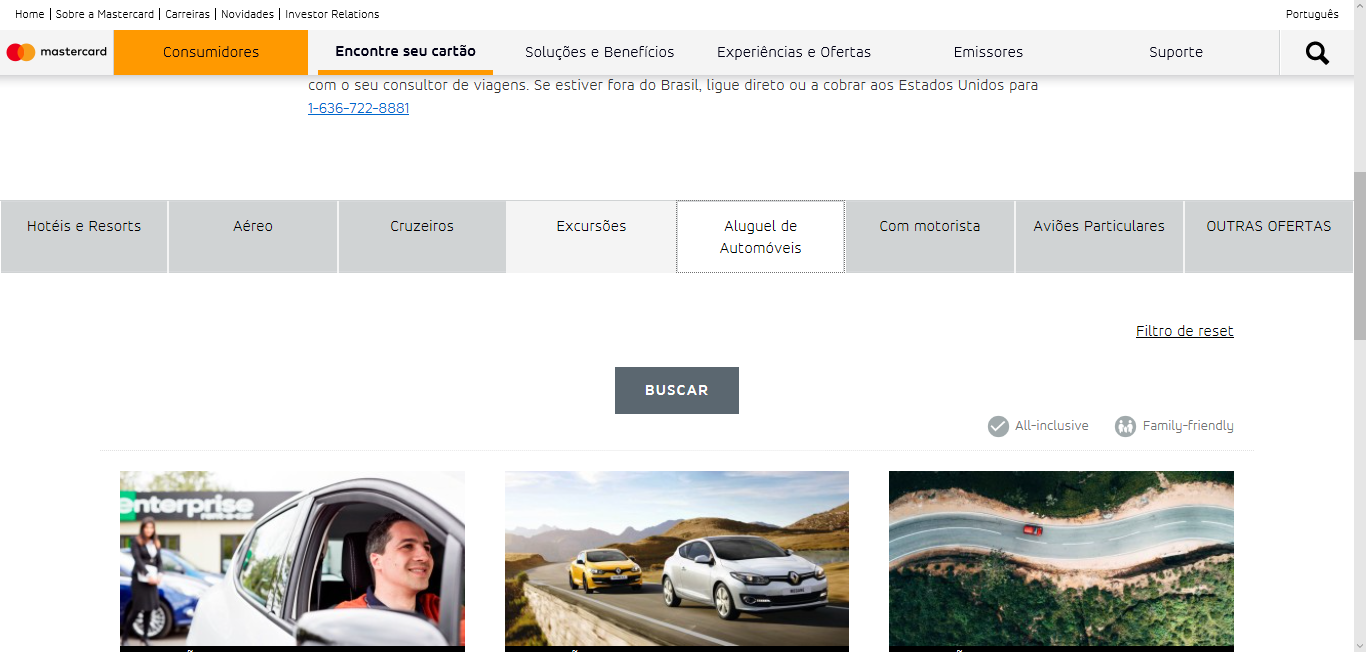 Home | Sobre a Mastercard | Carreiras | Novidades | Investor Relations
Português
mastercard
Consumidores
Encontre seu cartão
Soluções e Benefícios
Experiências e Ofertas
Emissores
Suporte
com o seu consultor de viagens. Se estiver fora do Brasil, ligue direto ou a cobrar aos Estados Unidos para
1-636-722-8881
Hotéis e Resorts
Aéreo
Cruzeiros
Excursões
Aluguel de
Automóveis
Com motorista
Aviões Particulares
OUTRAS OFERTAS
Filtro de reset
BUSCAR
All-inclusive
Family-friendly
enterprise
rent-a-car